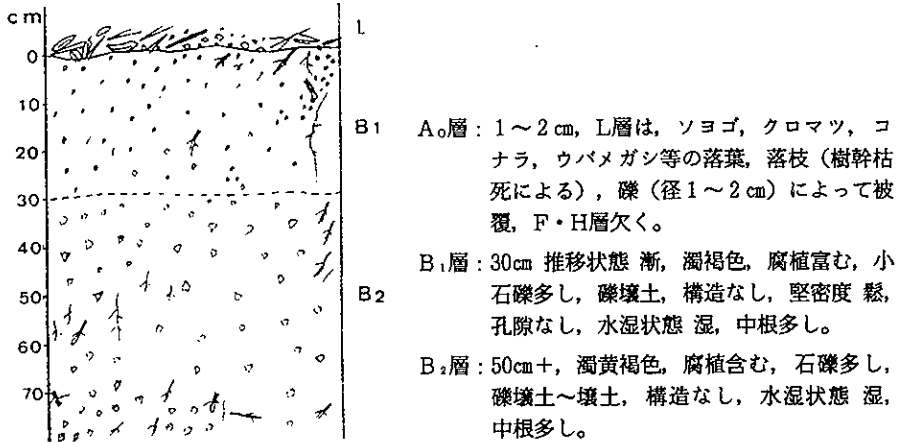 cm
L
0
10
B1
20
30
40
50
B2
60
70
A₀層：1～2cm，L層は，ソヨゴ，クロマツ，コ
ナラ，ウバメガシ等の落葉，落枝（樹幹枯
死による），礫（径1～2cm）によって被
覆，F・H層欠く。
B₁層：30cm 推移状態 漸，濁褐色，腐植富む，小
石礫多し，礫壌土，構造なし，堅密度 鬆，
孔隙なし，水湿状態 湿，中根多し。
B₂層：50cm+，濁黄褐色，腐植含む，石礫多し，
礫壌土～壌土，構造なし，水湿状態 湿，
中根多し。